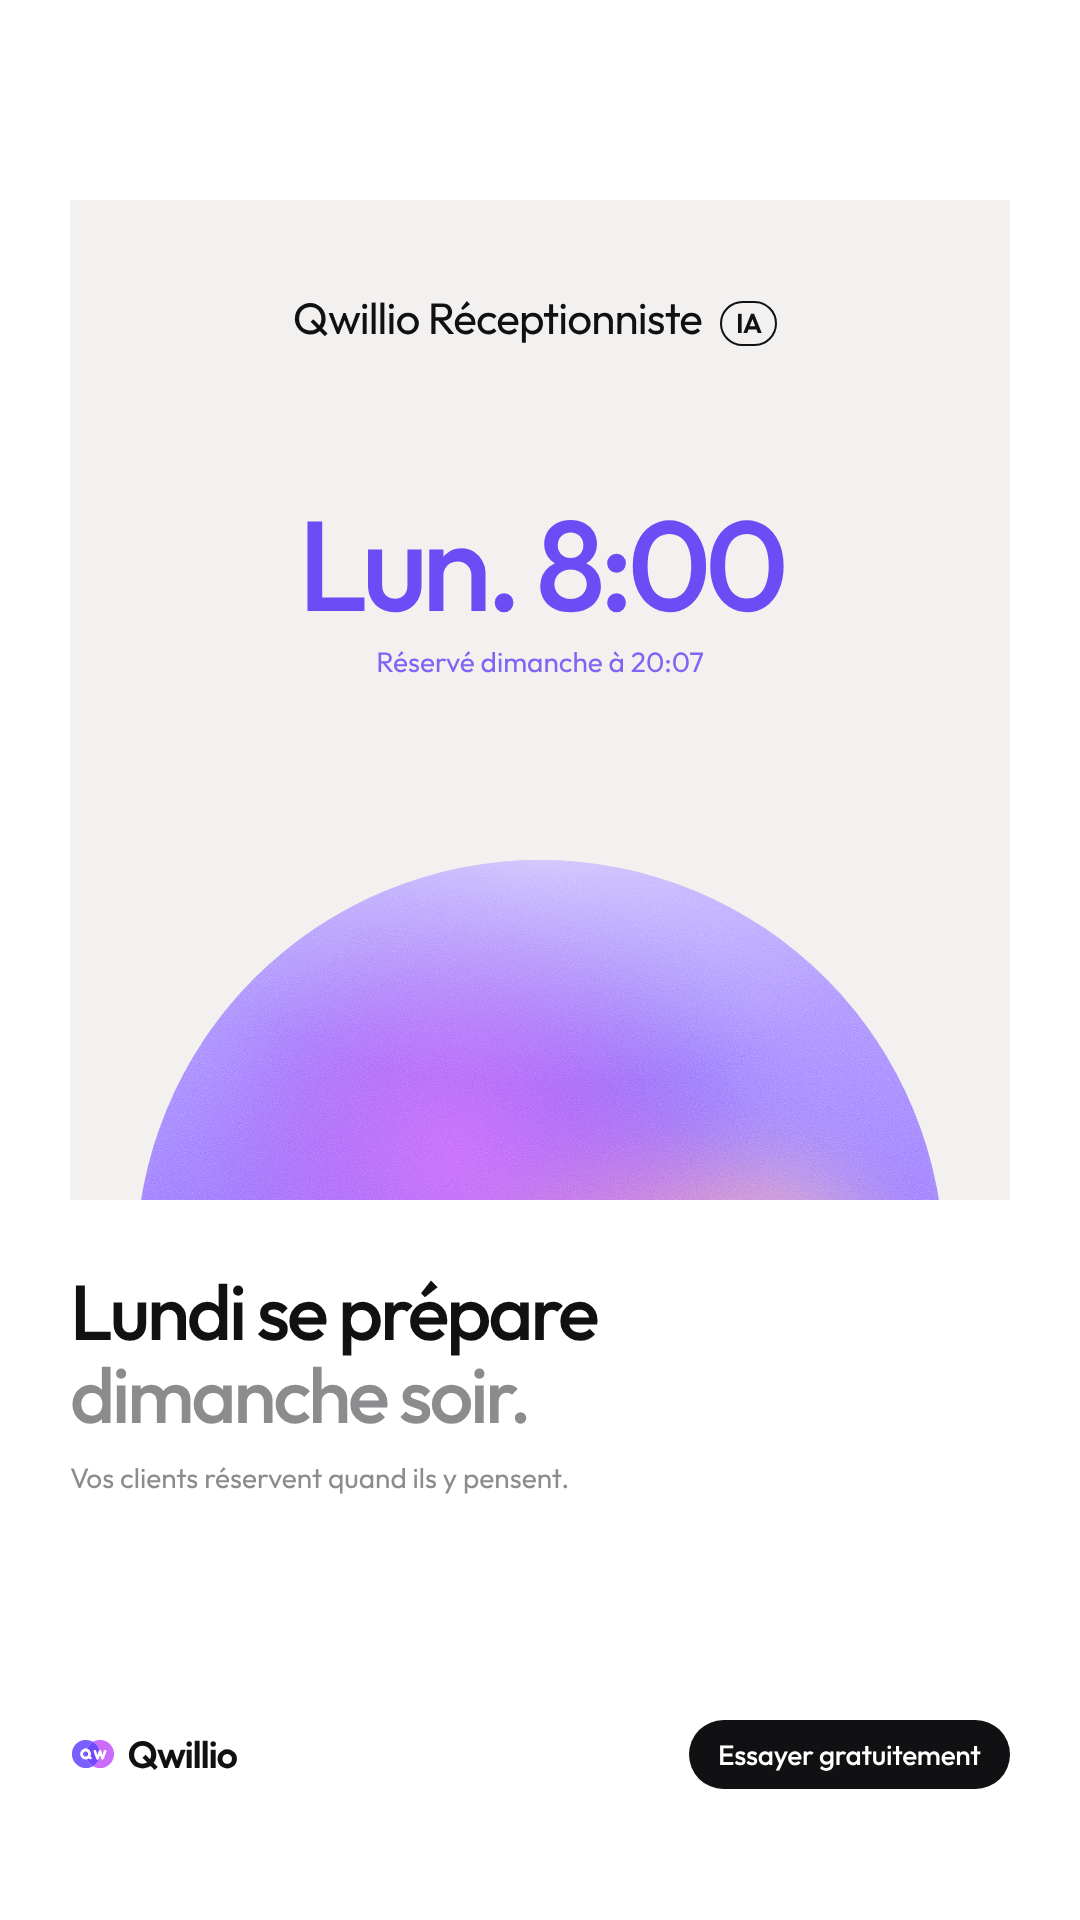 Qwillio Réceptionniste IA
Lun. 8:00
Réservé dimanche à 20:07
Lundi se prépare
dimanche soir.
Vos clients réservent quand ils y pensent.
QW Qwillio
Essayer gratuitement